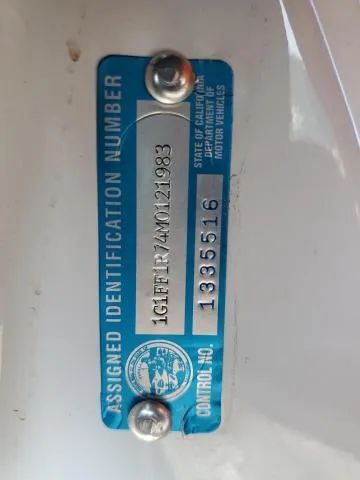 ASSIGNED IDENTIFICATION NUMBER
1G1FF1R74M0121983
STATE OF CALIFORNIA
DEPARTMENT OF
MOTOR VEHICLES
CONTROL NO. 1335516